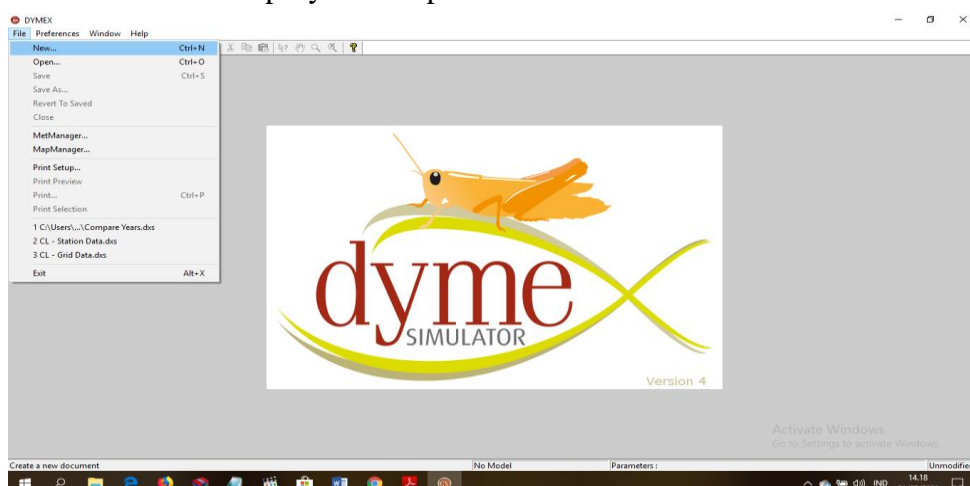 DYMEX
File Preferences Window Help
New... Ctrl+N
Open... Ctrl+O
Save Ctrl+S
Save As...
Revert To Saved
Close
MetManager...
MapManager...
Print Setup...
Print Preview
Print... Ctrl+P
Print Selection
1 C:\Users\...\Compare Years.dxs
2 CL - Station Data.dxs
3 CL - Grid Data.dxs
Exit Alt+X
dyme
SIMULATOR
Version 4
Activate Windows
Go to Settings to activate Windows.
Create a new document No Model Parameters : Unmodifie
14.18
IND